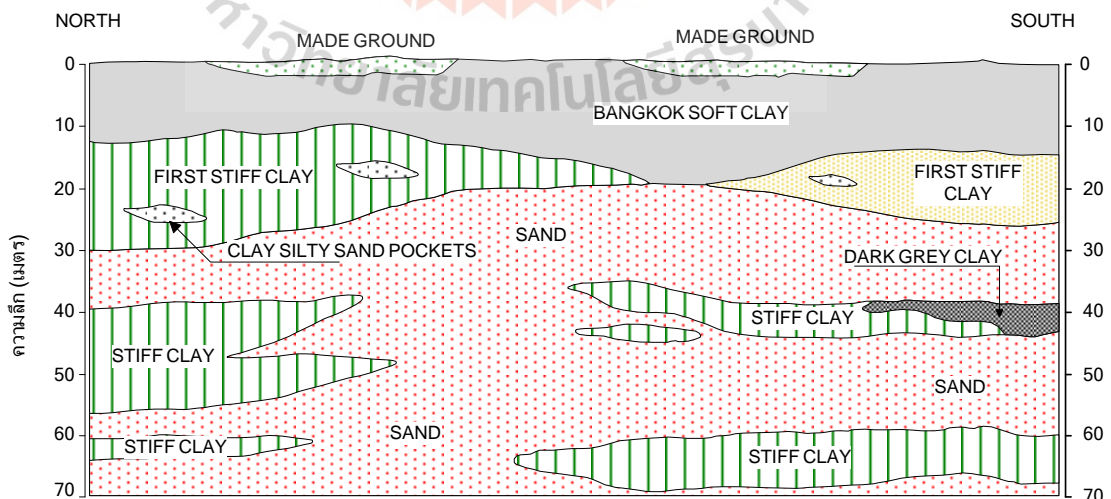 NORTH
SOUTH
MADE GROUND
MADE GROUND
0
0
BANGKOK SOFT CLAY
10
10
FIRST STIFF CLAY
FIRST STIFF
CLAY
20
20
SAND
CLAY SILTY SAND POCKETS
30
30
DARK GREY CLAY
40
40
STIFF CLAY
STIFF CLAY
50
50
SAND
SAND
60
60
STIFF CLAY
STIFF CLAY
70
70
ความลึก (เมตร)